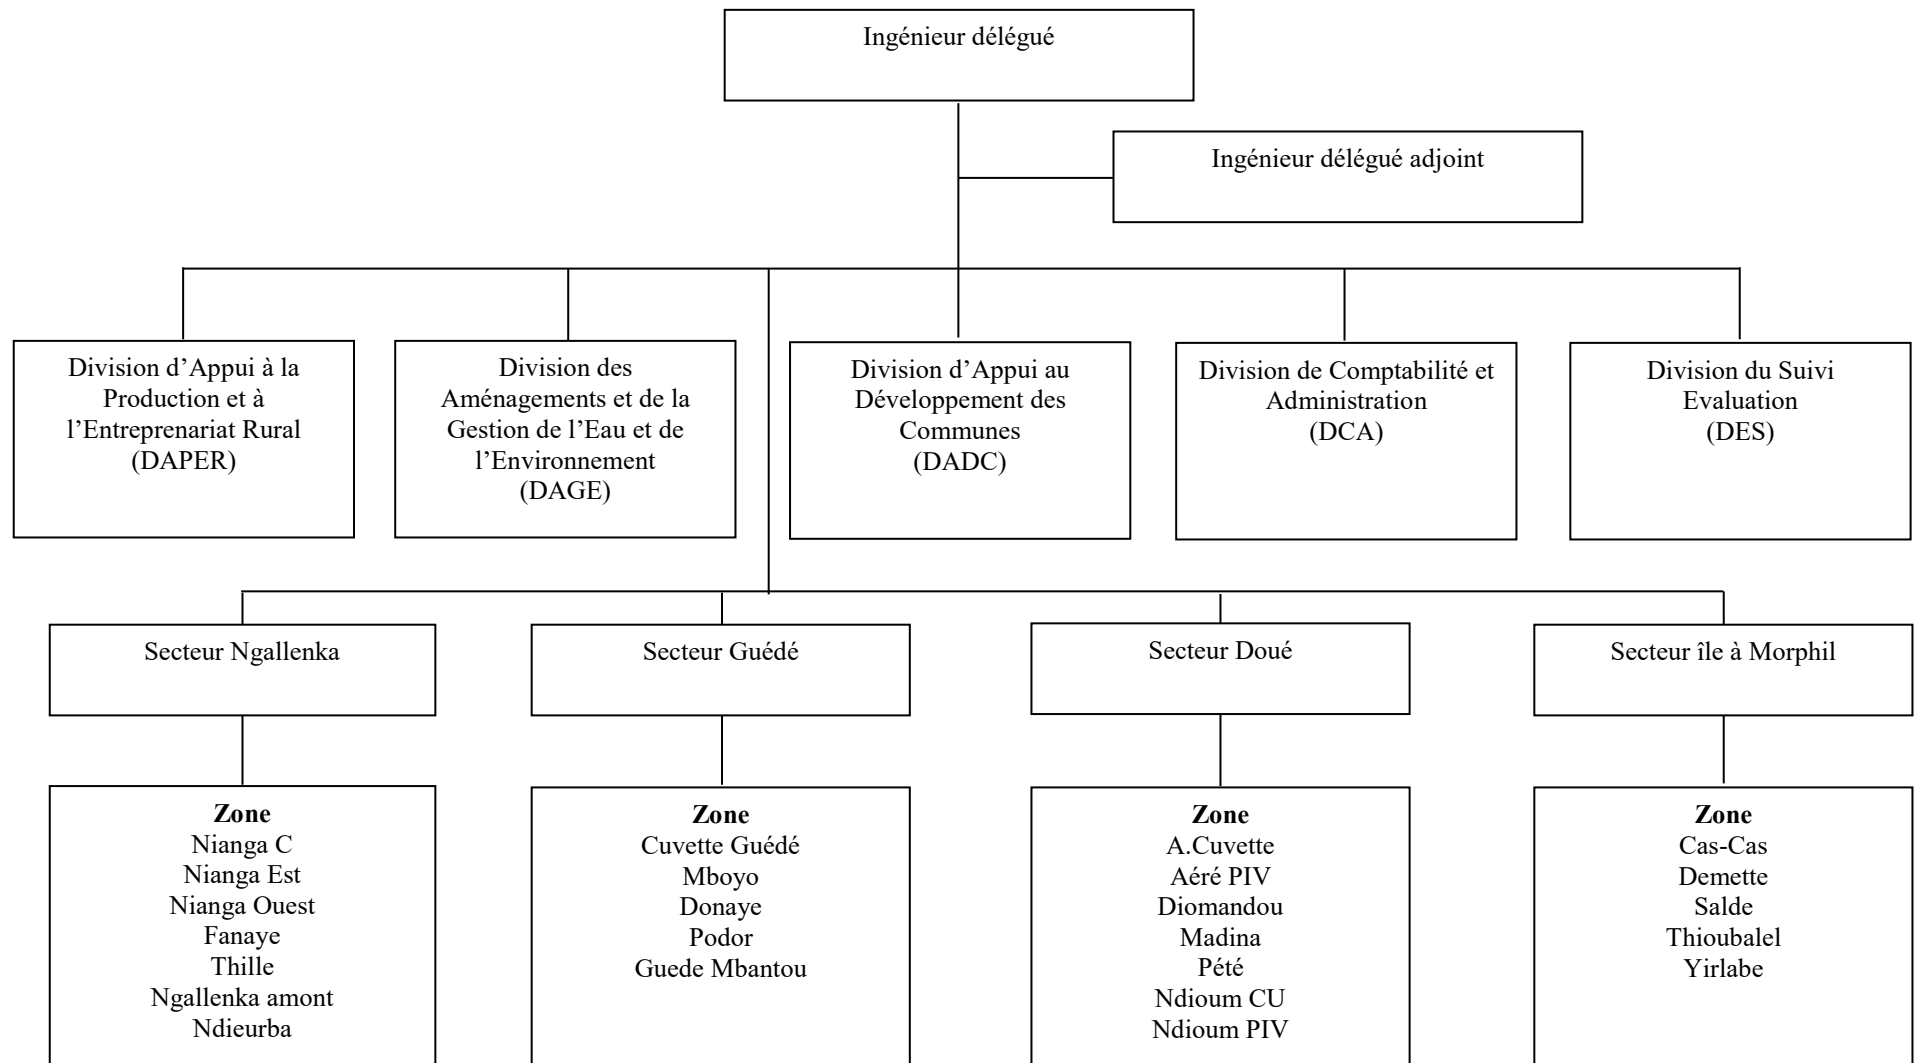 Ingénieur délégué
Ingénieur délégué adjoint
Division d’Appui à la
Production et à
l’Entreprenariat Rural
(DAPER)
Division des
Aménagements et de la
Gestion de l’Eau et de
l’Environnement
(DAGE)
Division d’Appui au
Développement des
Communes
(DADC)
Division de Comptabilité et
Administration
(DCA)
Division du Suivi
Evaluation
(DES)
Secteur Ngallenka
Secteur Guédé
Secteur Doué
Secteur île à Morphil
Zone
Nianga C
Nianga Est
Nianga Ouest
Fanaye
Thille
Ngallenka amont
Ndieurba
Zone
Cuvette Guédé
Mboyo
Donaye
Podor
Guede Mbantou
Zone
A.Cuvette
Aéré PIV
Diomandou
Madina
Pété
Ndioum CU
Ndioum PIV
Zone
Cas-Cas
Demette
Salde
Thioubalel
Yirlabe